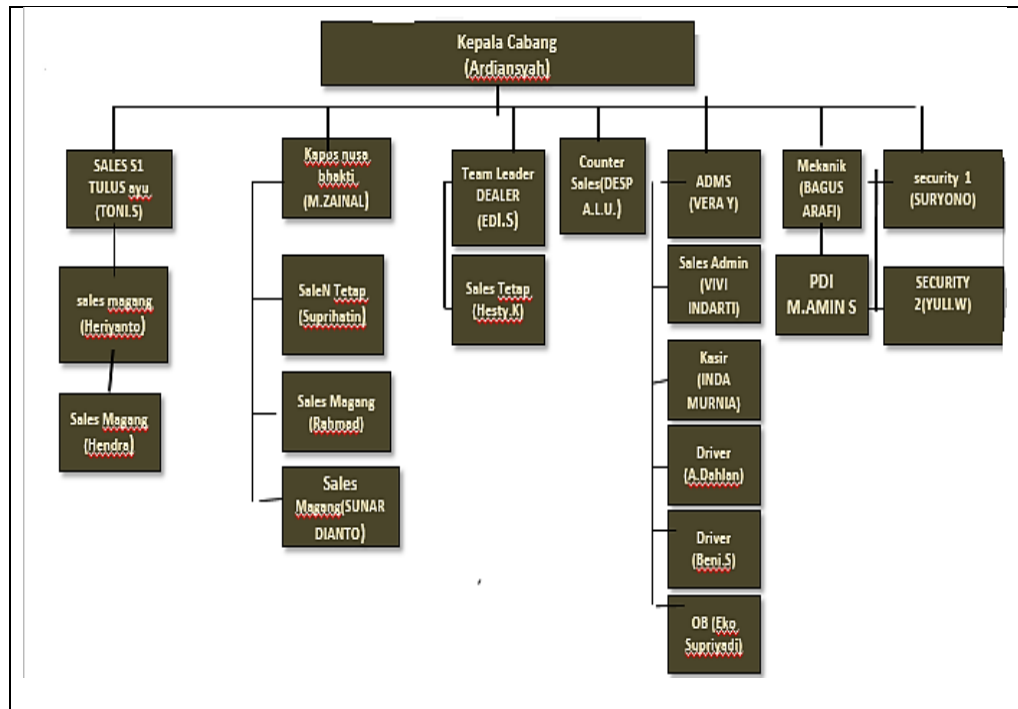 Kepala Cabang
(Ardiansyah)
SALES S1
TULUS ayu
(TONI.S)
sales magang
(Heriyanto)
Sales Magang
(Hendra)
Kapos nusa
bhakti
(M.ZAINAL)
SaleN Tetap
(Suprihatin)
Sales Magang
(Rahmad)
Sales
Magang(SUNAR
DIANTO)
Team Leader
DEALER
(EDI.S)
Sales Tetap
(Hesty.K)
Counter
Sales(DESP
A.L.U.)
ADMS
(VERA Y)
Sales Admin
(VIVI
INDARTI)
Kasir
(INDA
MURNIA)
Driver
(A.Dahlan)
Driver
(Beni.S)
OB (Eko
Supriyadi)
Mekanik
(BAGUS
ARAFI)
PDI
M.AMIN S
security 1
(SURYONO)
SECURITY
2(YULI.W)